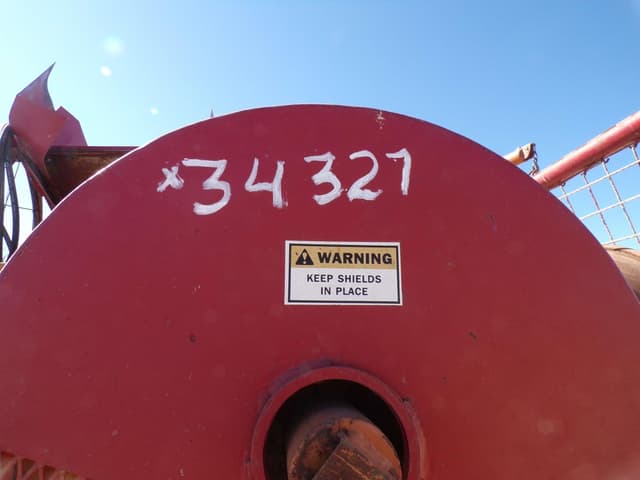 x34327
WARNING
KEEP SHIELDS
IN PLACE